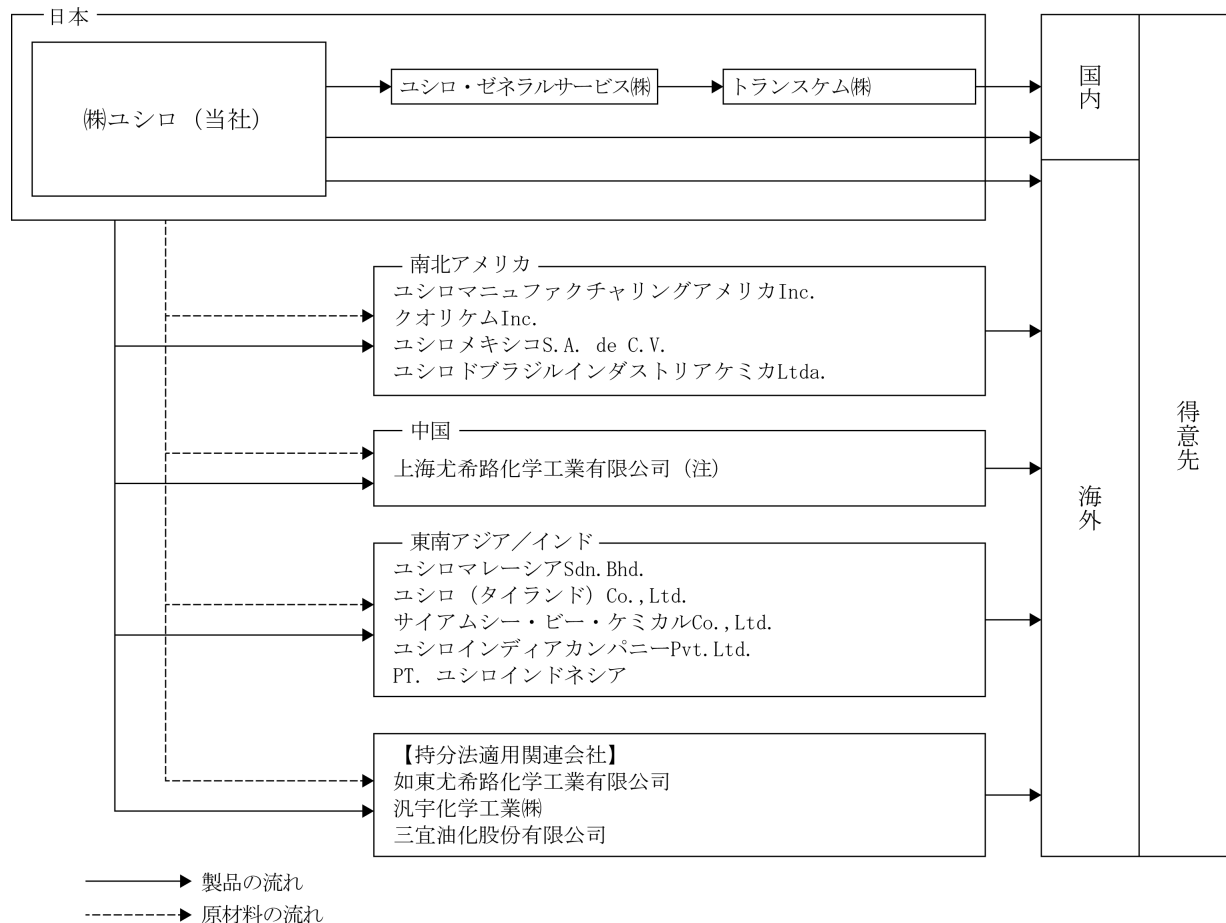 日本
㈱ユシロ（当社）
ユシロ・ゼネラルサービス㈱
トランスケム㈱
国内
南北アメリカ
ユシロマニュファクチャリングアメリカInc.
クオリケムInc.
ユシロメキシコS.A. de C.V.
ユシロドブラジルインダストリアケミカLtda.
中国
上海尤希路化学工業有限公司（注）
東南アジア／インド
ユシロマレーシアSdn.Bhd.
ユシロ（タイランド）Co.,Ltd.
サイアムシー・ビー・ケミカルCo.,Ltd.
ユシロインディアカンパニーPvt.Ltd.
PT. ユシロインドネシア
【持分法適用関連会社】
如東尤希路化学工業有限公司
汎宇化学工業㈱
三宜油化股份有限公司
海外
得意先
製品の流れ
原材料の流れ